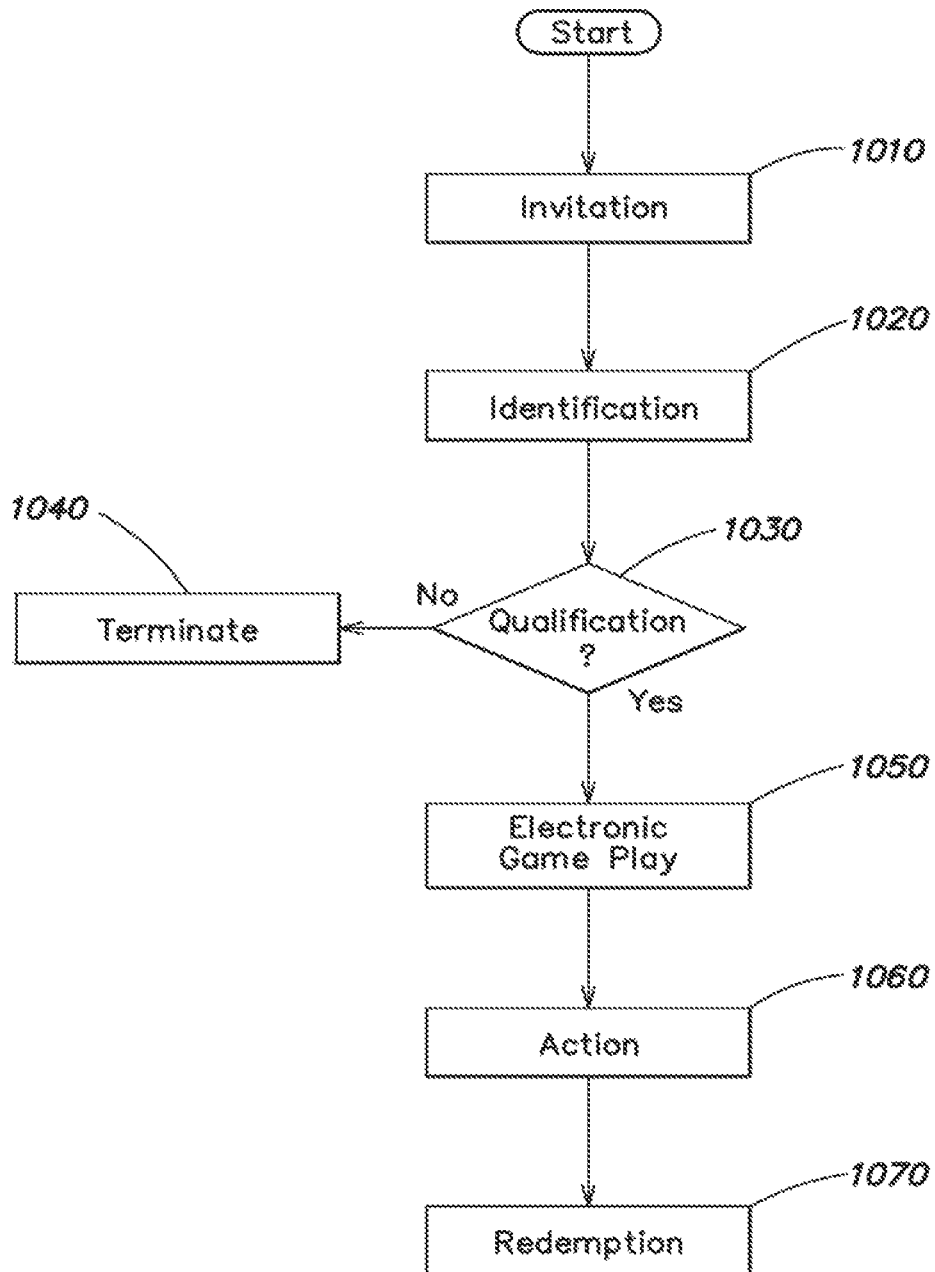 Start
1010
Invitation
1020
Identification
1040
1030
No
Terminate
Qualification
?
Yes
1050
Electronic
Game Play
1060
Action
1070
Redemption